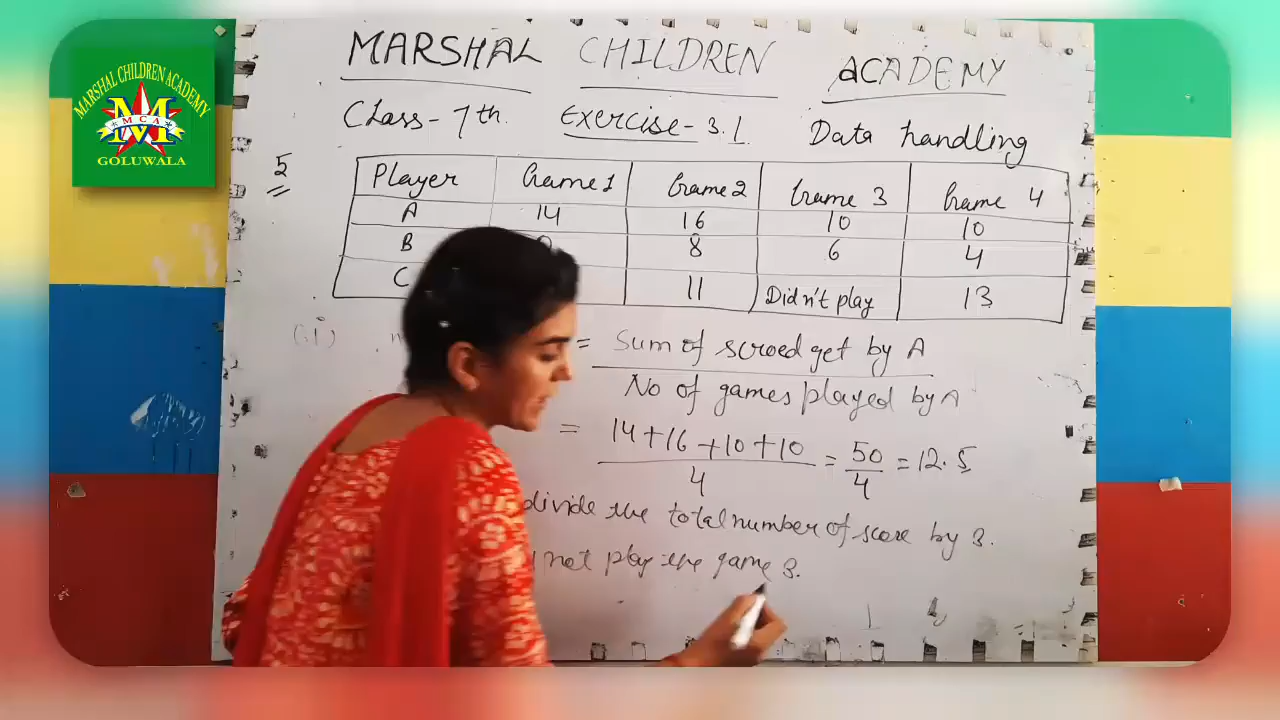 MARSHAL CHILDREN ACADEMY
MCA
GOLUWALA
MARSHAL CHILDREN ACADEMY
Class - 7th. Exercise - 3.1 Data handling
5
Player Game 1 Game 2 Game 3 Game 4
A 14 16 10 10
B 8 6 4
C 11 Didn't play 13
= Sum of scroed get by A
No of games played by A
= 14+16+10+10 = 50 = 12.5
4 4
divide the total number of score by 3.
not play the game 3.